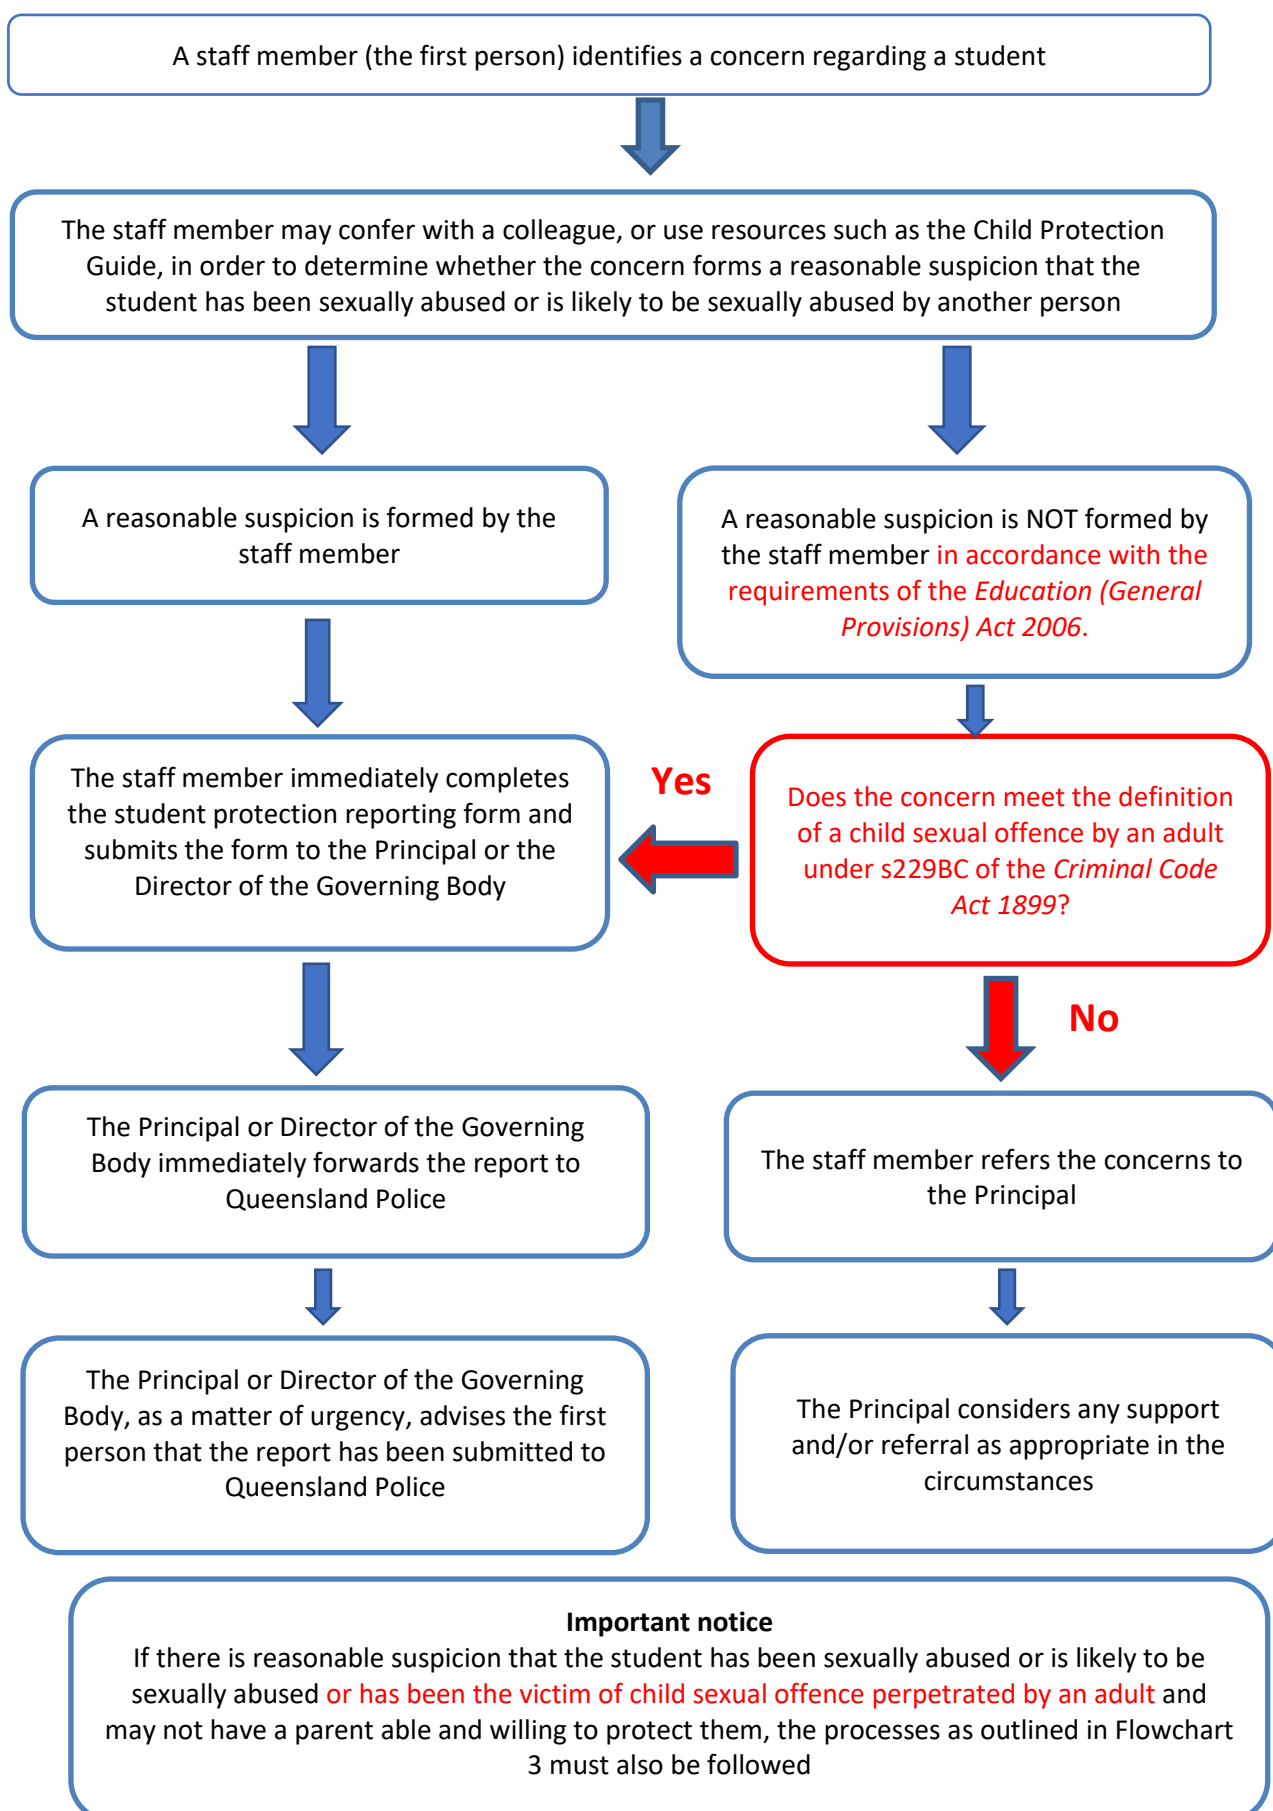 A staff member (the first person) identifies a concern regarding a student
The staff member may confer with a colleague, or use resources such as the Child Protection
Guide, in order to determine whether the concern forms a reasonable suspicion that the
student has been sexually abused or is likely to be sexually abused by another person
A reasonable suspicion is formed by the
staff member
A reasonable suspicion is NOT formed by
the staff member in accordance with the
requirements of the Education (General
Provisions) Act 2006.
The staff member immediately completes
the student protection reporting form and
submits the form to the Principal or the
Director of the Governing Body
Yes
Does the concern meet the definition
of a child sexual offence by an adult
under s229BC of the Criminal Code
Act 1899?
No
The Principal or Director of the Governing
Body immediately forwards the report to
Queensland Police
The staff member refers the concerns to
the Principal
The Principal or Director of the Governing
Body, as a matter of urgency, advises the first
person that the report has been submitted to
Queensland Police
The Principal considers any support
and/or referral as appropriate in the
circumstances
Important notice
If there is reasonable suspicion that the student has been sexually abused or is likely to be
sexually abused or has been the victim of child sexual offence perpetrated by an adult and
may not have a parent able and willing to protect them, the processes as outlined in Flowchart
3 must also be followed